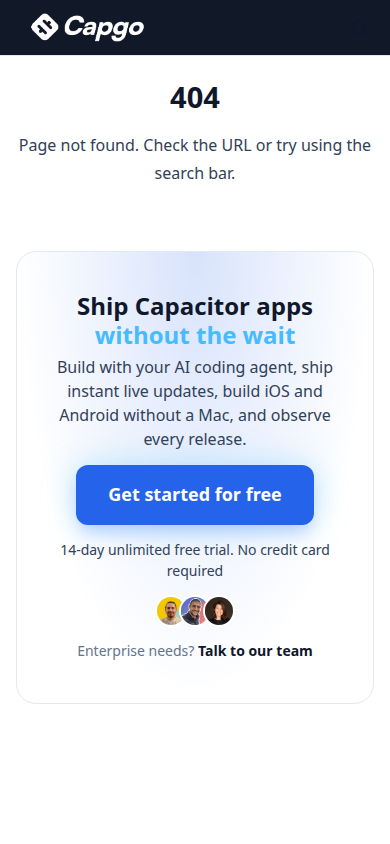 Capgo
404
Page not found. Check the URL or try using the
search bar.
Ship Capacitor apps
without the wait
Build with your AI coding agent, ship
instant live updates, build iOS and
Android without a Mac, and observe
every release.
Get started for free
14-day unlimited free trial. No credit card
required
Enterprise needs? Talk to our team